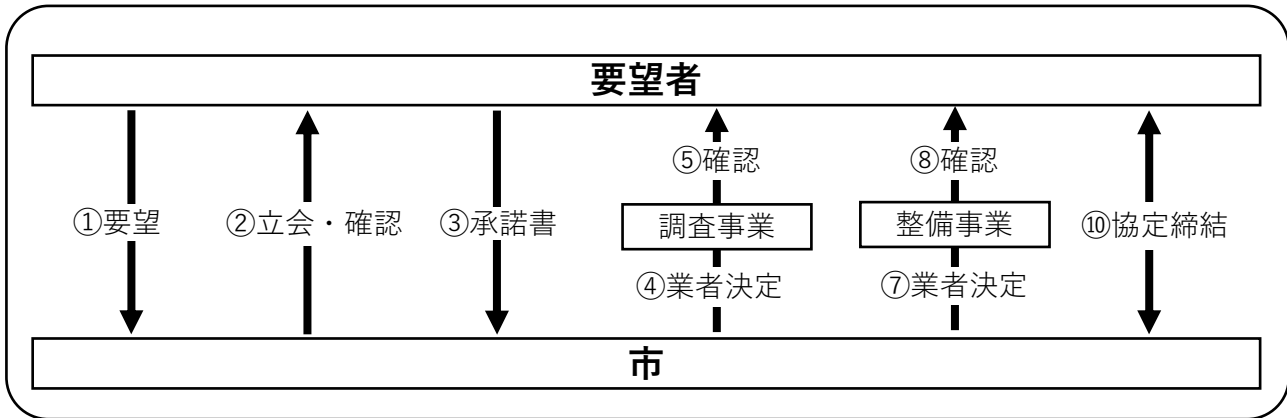 要望者
⑤確認
⑧確認
①要望
②立会・確認
③承諾書
調査事業
整備事業
⑩協定締結
④業者決定
⑦業者決定
市